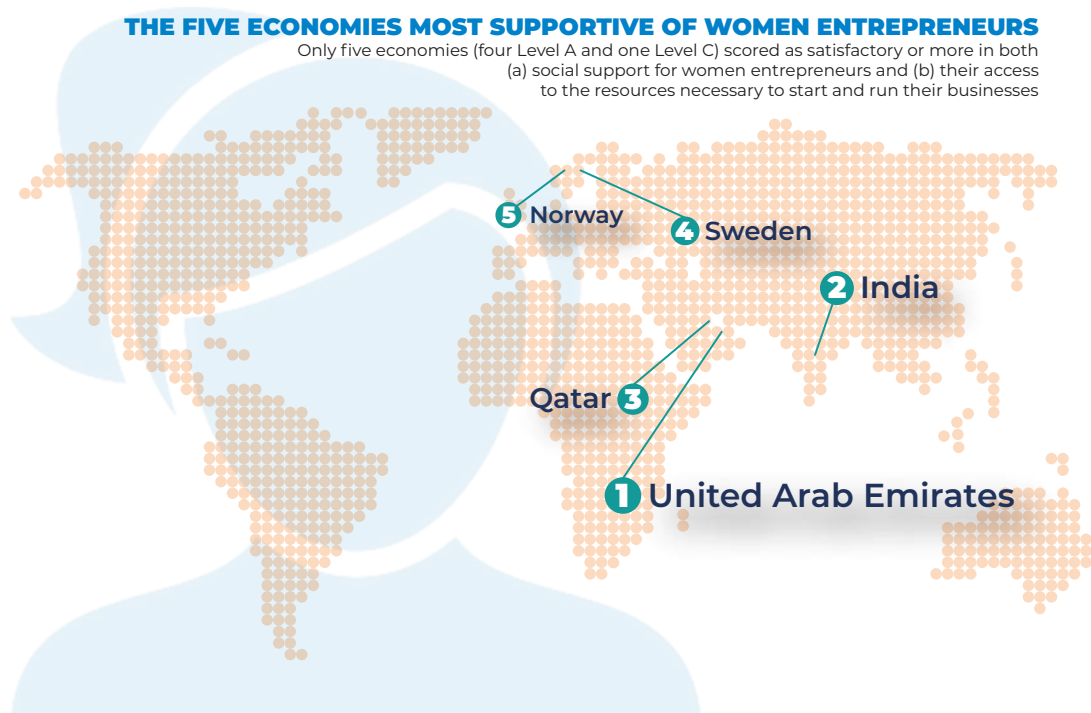 THE FIVE ECONOMIES MOST SUPPORTIVE OF WOMEN ENTREPRENEURS
Only five economies (four Level A and one Level C) scored as satisfactory or more in both
(a) social support for women entrepreneurs and (b) their access
to the resources necessary to start and run their businesses
5 Norway
4 Sweden
2 India
Qatar 3
1 United Arab Emirates